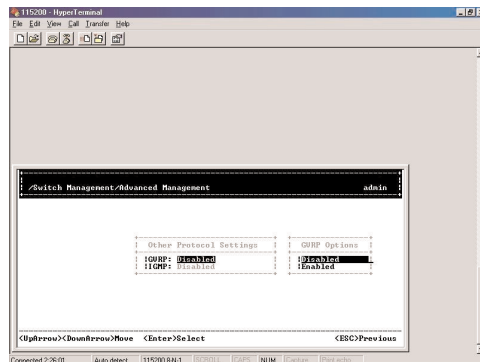 115200 - HyperTerminal
File Edit View Call Transfer Help
/Switch Management/Advanced Management admin
Other Protocol Settings
GVRP Options
!GVRP: Disabled
!Disabled
!IGMP: Disabled
!Enabled
<UpArrow><DownArrow>Move <Enter>Select <ESC>Previous
Connected 2:26:01 Auto detect 115200 8-N-1 SCROLL CAPS NUM Capture Print echo